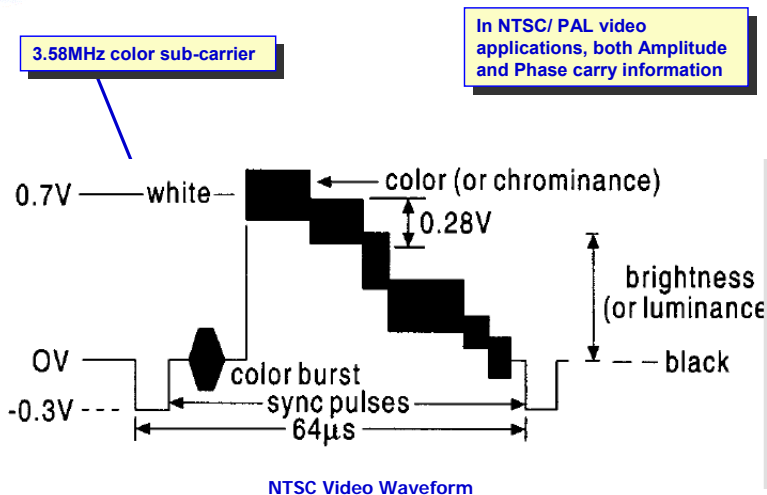 In NTSC/ PAL video
applications, both Amplitude
and Phase carry information
3.58MHz color sub-carrier
0.7V
white
color (or chrominance)
0.28V
brightness
(or luminance
0V
color burst
black
-0.3V
sync pulses
64µs
NTSC Video Waveform